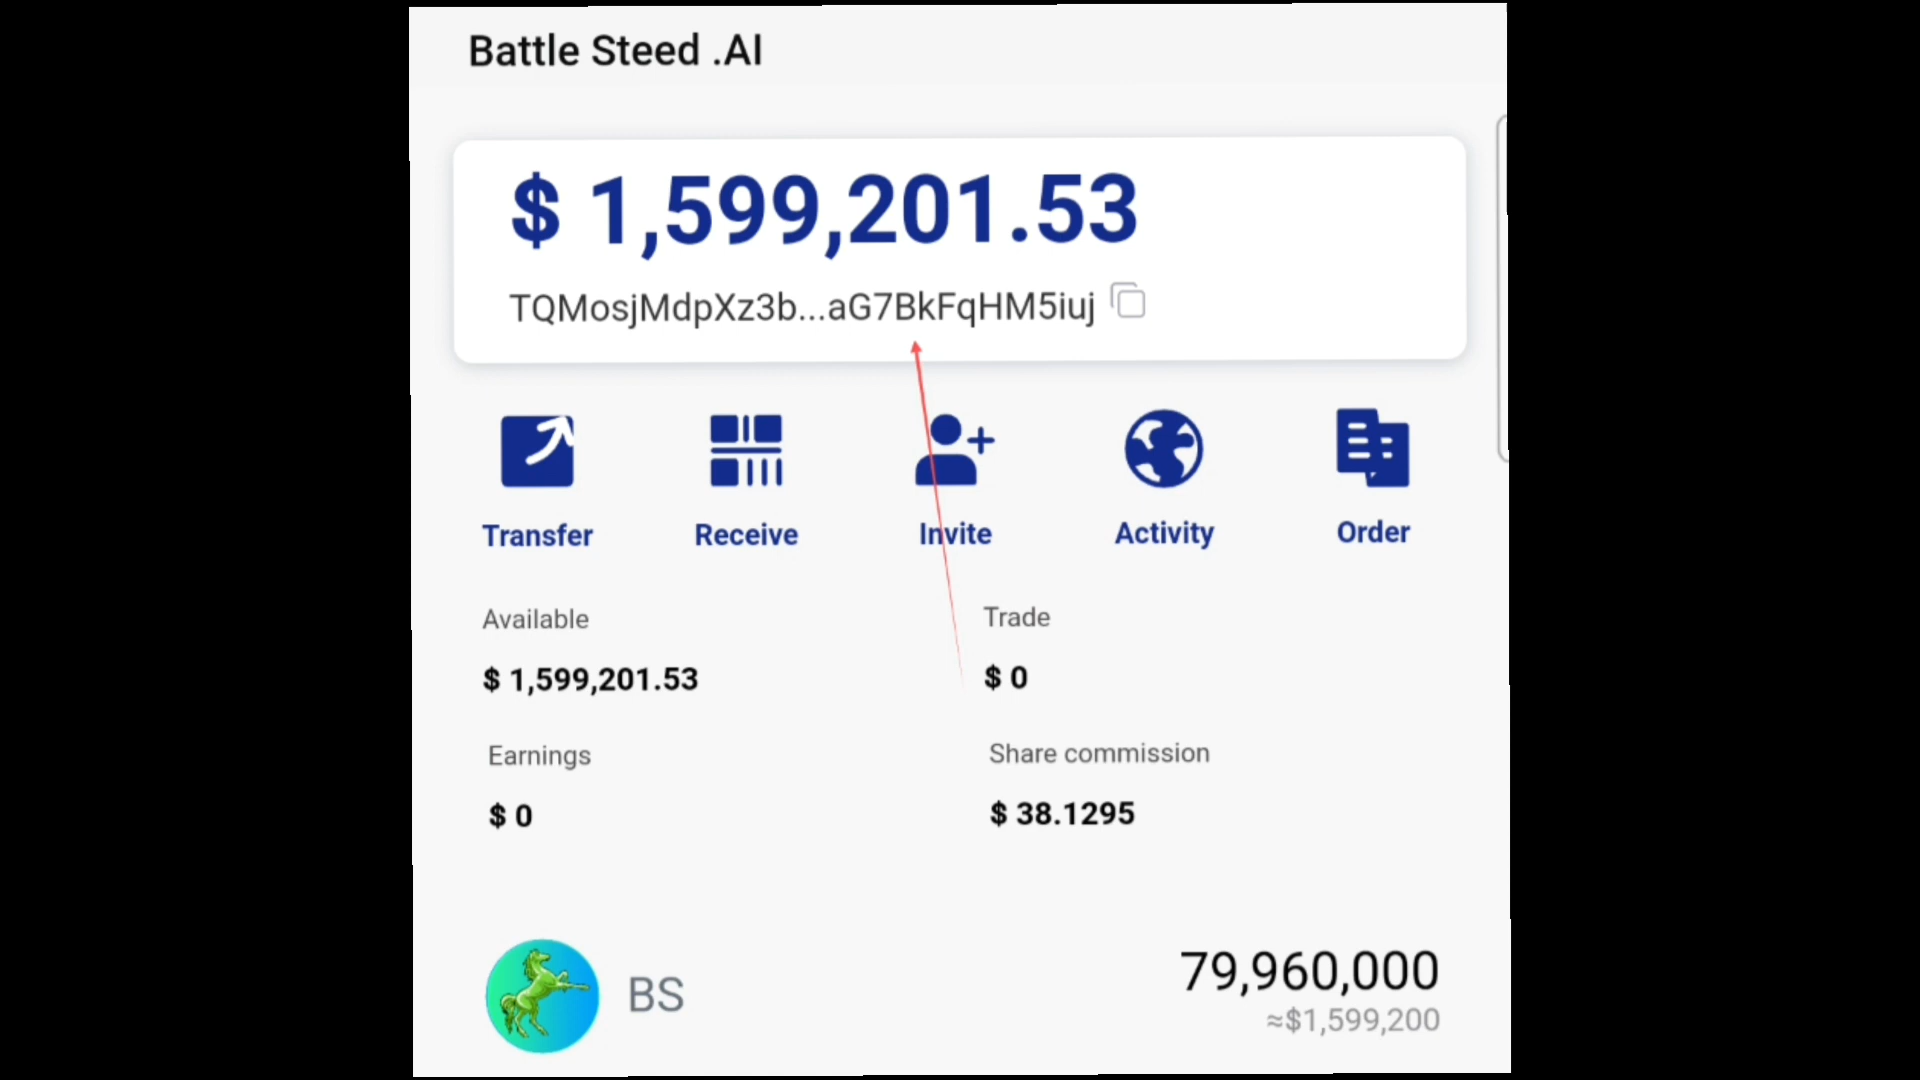 Battle Steed .AI
$ 1,599,201.53
TQMosjMdpXz3b...aG7BkFqHM5iuj
Transfer Receive Invite Activity Order
Available Trade
$ 1,599,201.53 $ 0
Earnings Share commission
$ 0 $ 38.1295
BS 79,960,000
≈$1,599,200